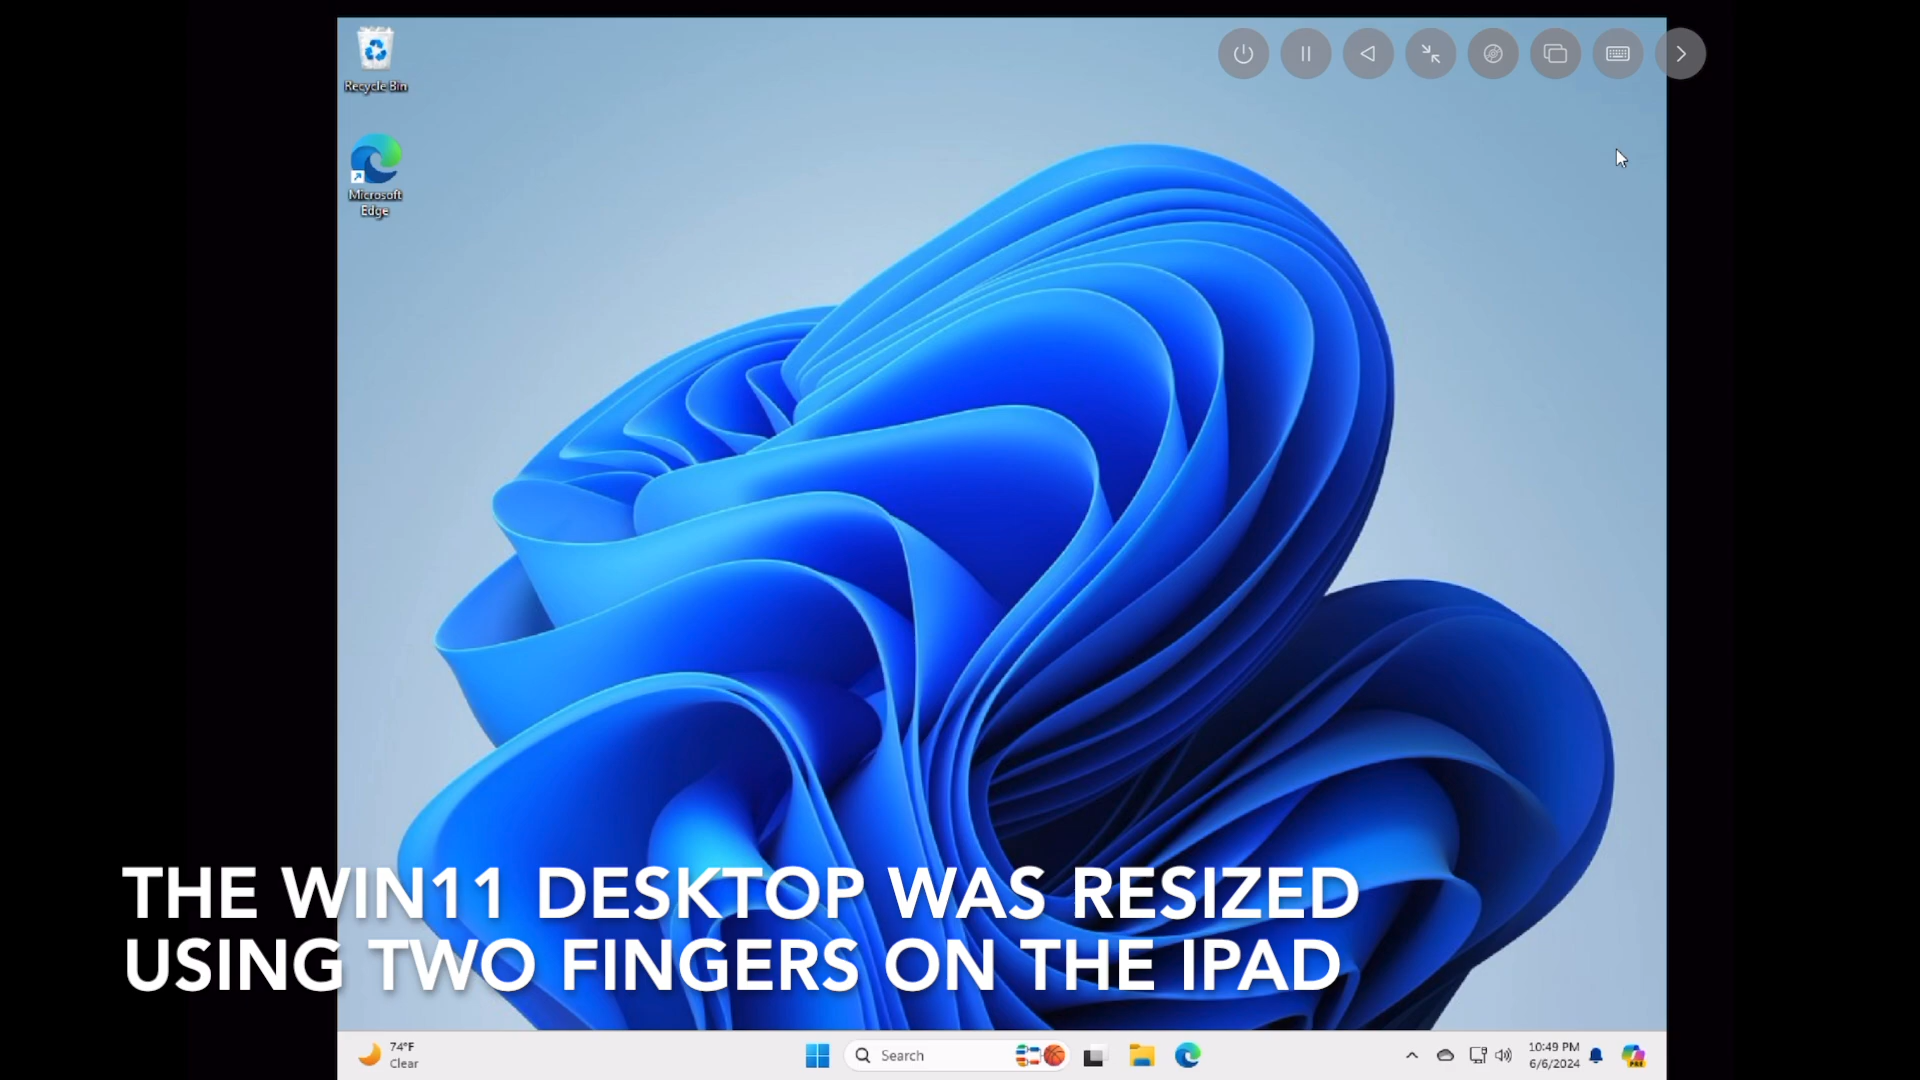 Recycle Bin
Microsoft
Edge
THE WIN11 DESKTOP WAS RESIZED
USING TWO FINGERS ON THE IPAD
74°F
Clear
Search
10:49 PM
6/6/2024
PRE